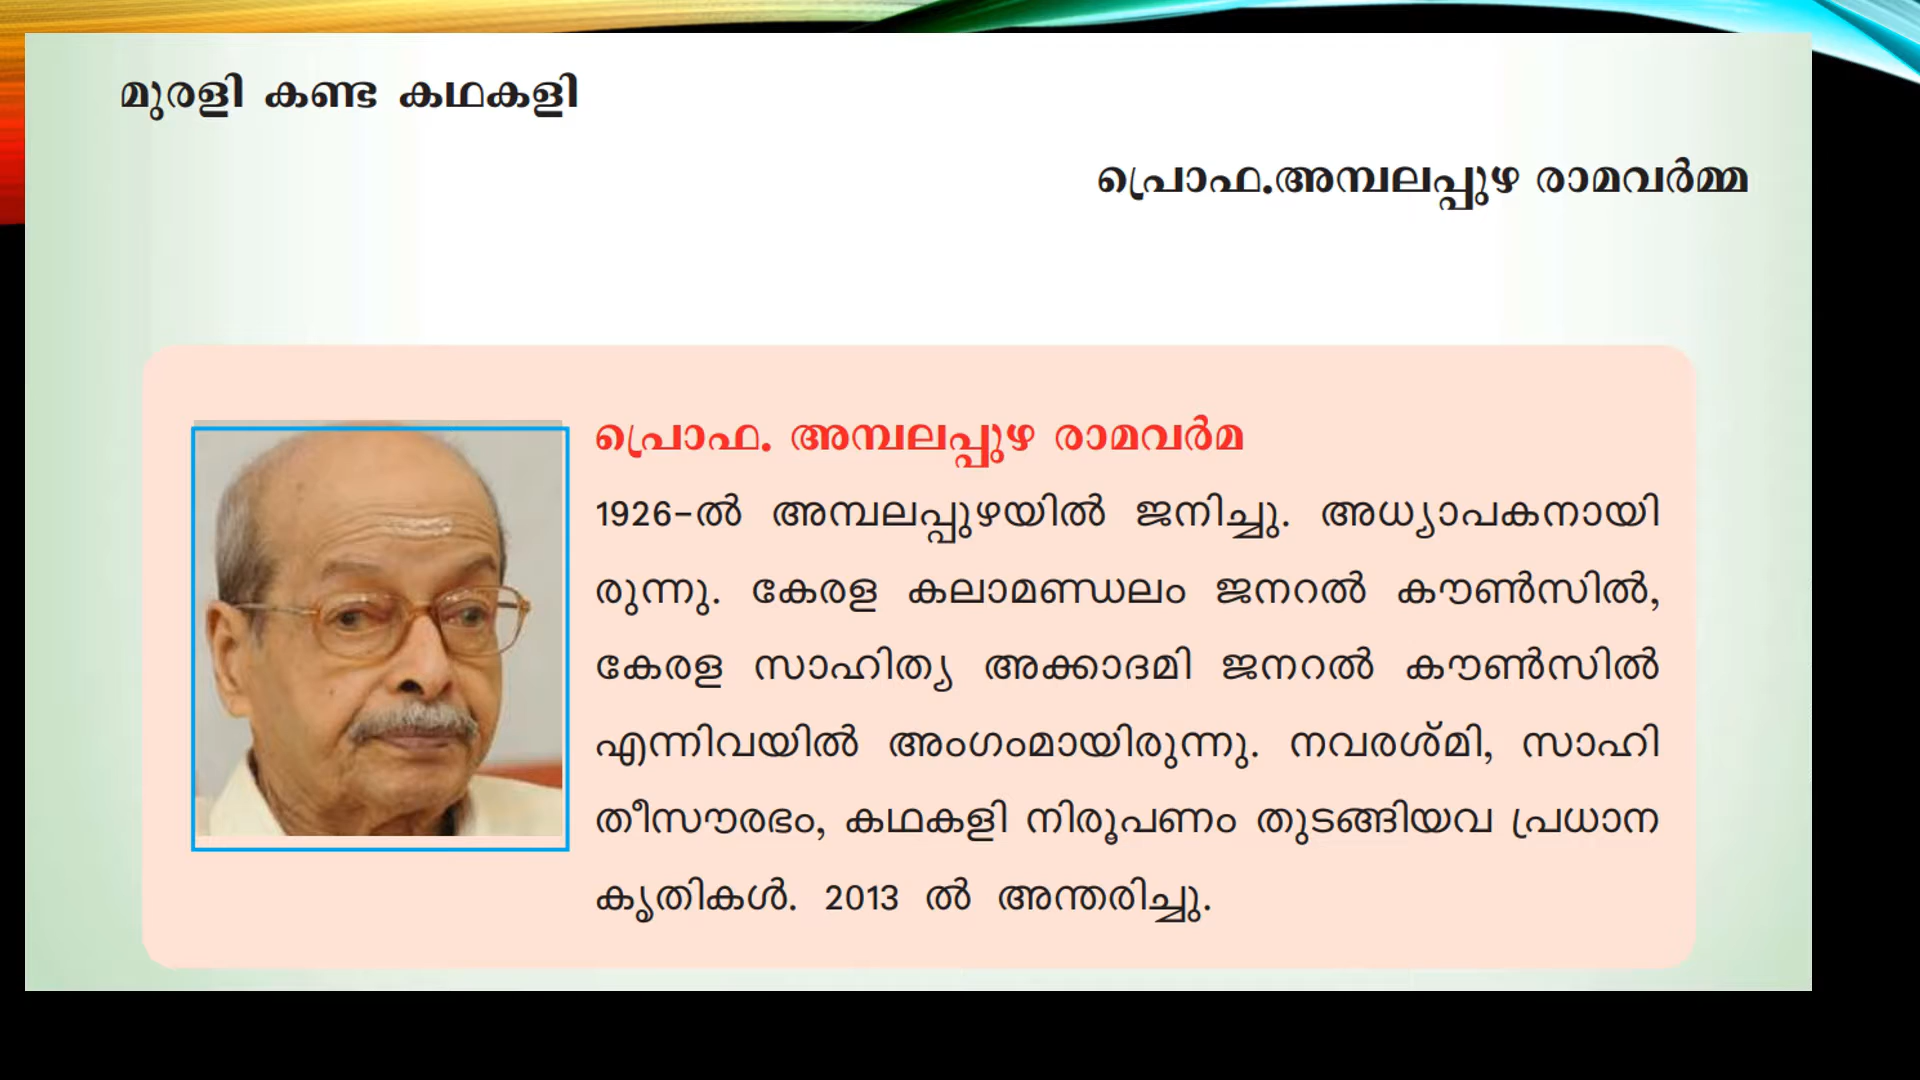 മുരളി കണ്ട കഥകളി
പ്രൊഫ.അമ്പലപ്പുഴ രാമവർമ്മ
പ്രൊഫ. അമ്പലപ്പുഴ രാമവർമ
1926-ൽ അമ്പലപ്പുഴയിൽ ജനിച്ചു. അധ്യാപകനായി
രുന്നു. കേരള കലാമണ്ഡലം ജനറൽ കൗൺസിൽ,
കേരള സാഹിത്യ അക്കാദമി ജനറൽ കൗൺസിൽ
എന്നിവയിൽ അംഗംമായിരുന്നു. നവരശ്മി, സാഹി
തീസൗരഭം, കഥകളി നിരൂപണം തുടങ്ങിയവ പ്രധാന
കൃതികൾ. 2013 ൽ അന്തരിച്ചു.